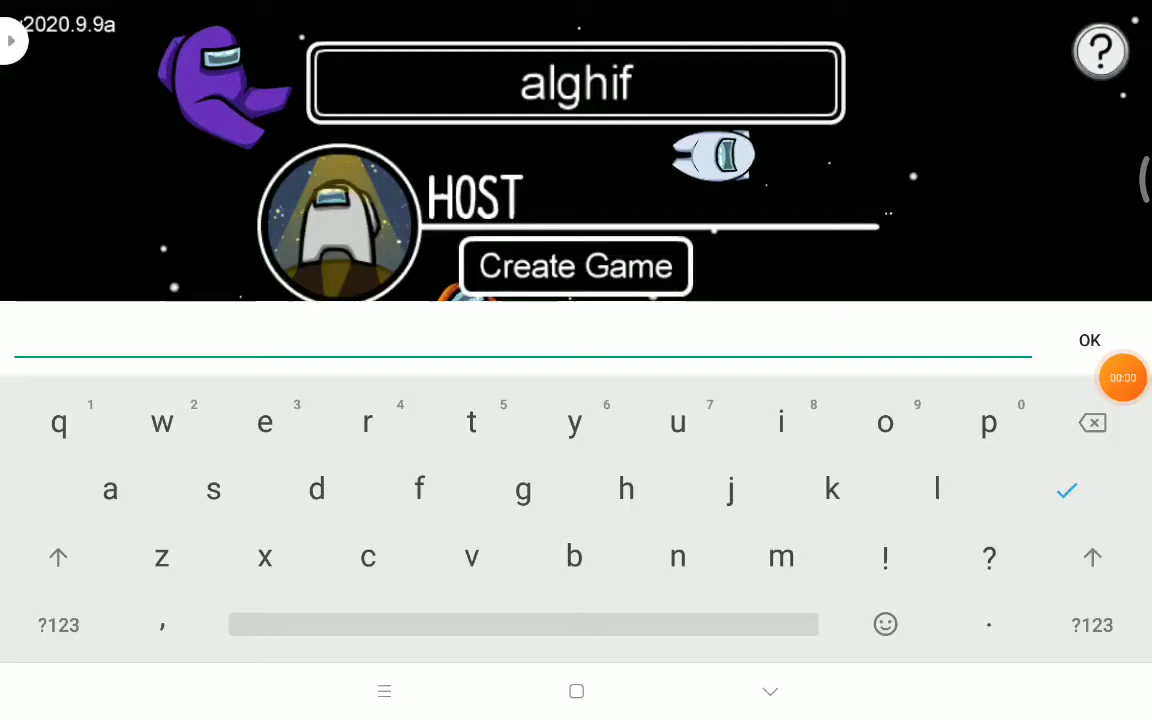 v2020.9.9a
alghif
?
HOST
Create Game
OK
00:00
1 2 3 4 5 6 7 8 9 0
q w e r t y u i o p
a s d f g h j k l
z x c v b n m ! ?
?123 , . ?123